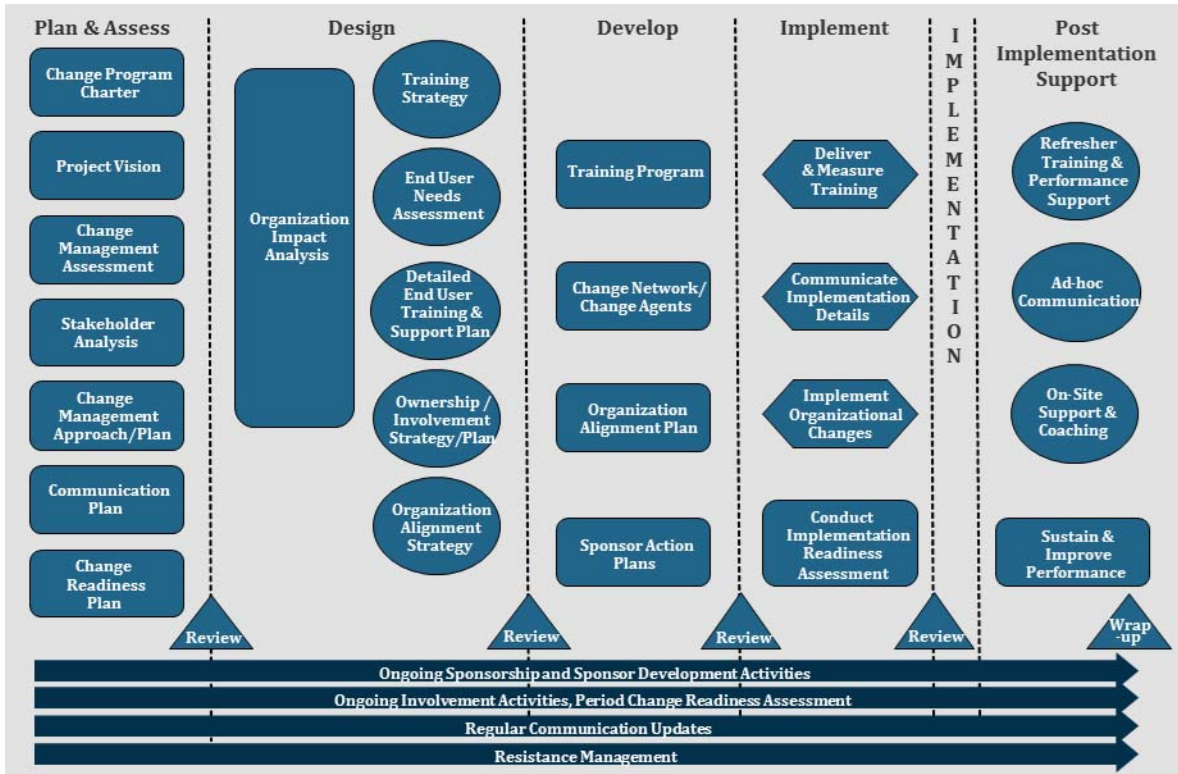 Plan & Assess
Change Program
Charter
Project Vision
Change
Management
Assessment
Stakeholder
Analysis
Change
Management
Approach/Plan
Communication
Plan
Change
Readiness
Plan
Review
Design
Organization
Impact
Analysis
Training
Strategy
End User
Needs
Assessment
Detailed
End User
Training &
Support Plan
Ownership /
Involvement
Strategy/Plan
Organization
Alignment
Strategy
Review
Develop
Training Program
Change Network/
Change Agents
Organization
Alignment Plan
Sponsor Action
Plans
Review
Implement
Deliver
& Measure
Training
Communicate
Implementation
Details
Implement
Organizational
Changes
Conduct
Implementation
Readiness
Assessment
Review
IMPLEMENTATION
Post
Implementation
Support
Refresher
Training &
Performance
Support
Ad-hoc
Communication
On-Site
Support &
Coaching
Sustain &
Improve
Performance
Wrap
-up
Ongoing Sponsorship and Sponsor Development Activities
Ongoing Involvement Activities, Period Change Readiness Assessment
Regular Communication Updates
Resistance Management